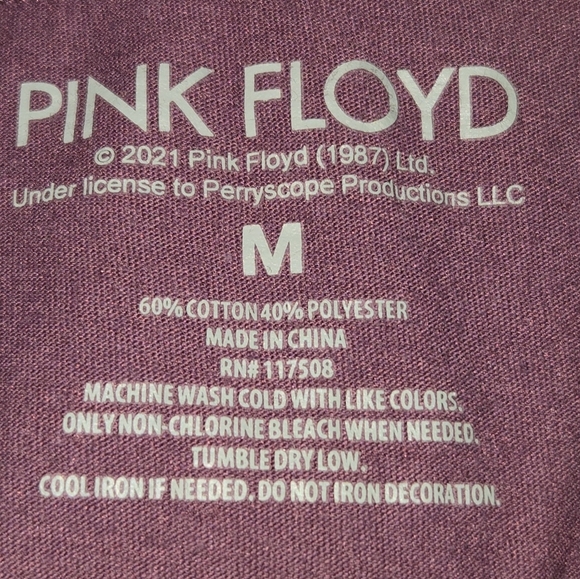 PINK FLOYD
© 2021 Pink Floyd (1987) Ltd.
Under license to Perryscope Productions LLC
M
60% COTTON 40% POLYESTER
MADE IN CHINA
RN# 117508
MACHINE WASH COLD WITH LIKE COLORS.
ONLY NON-CHLORINE BLEACH WHEN NEEDED.
TUMBLE DRY LOW.
COOL IRON IF NEEDED. DO NOT IRON DECORATION.